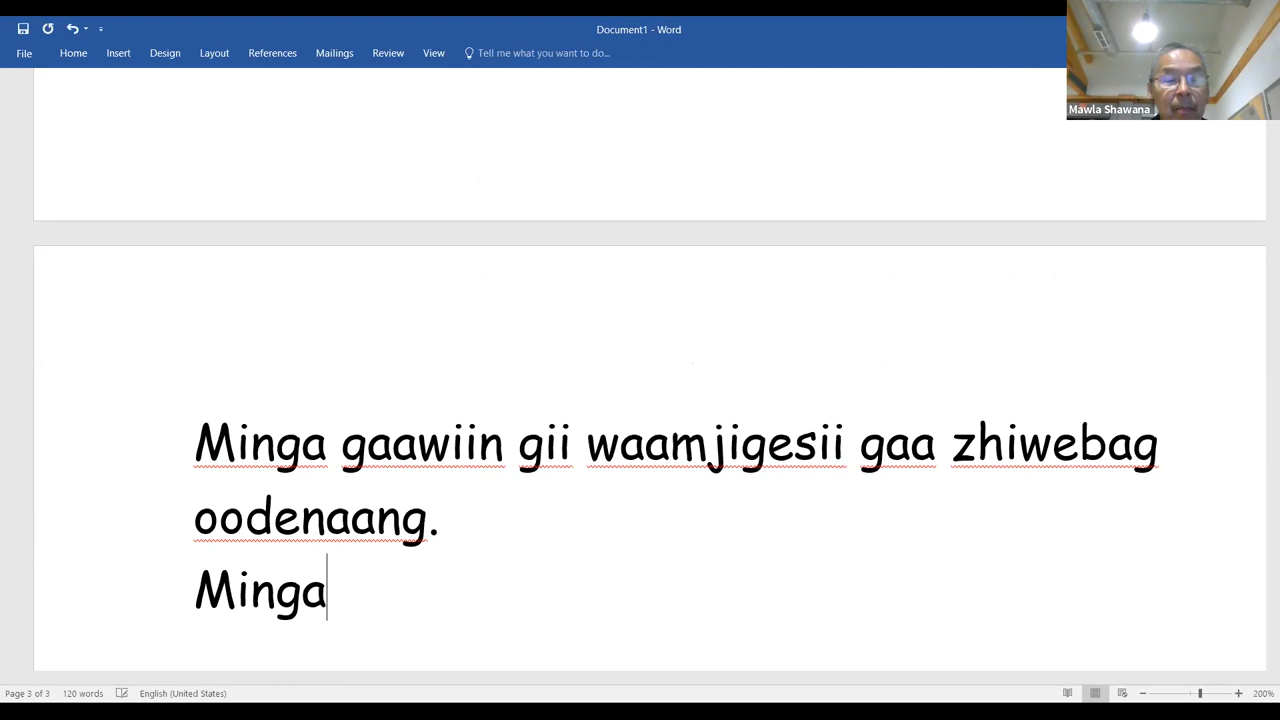 Document1 - Word
File Home Insert Design Layout References Mailings Review View Tell me what you want to do...
Mawla Shawana
Minga gaawiin gii waamjigesii gaa zhiwebag
oodenaang.
Minga
Page 3 of 3 120 words English (United States) 200%